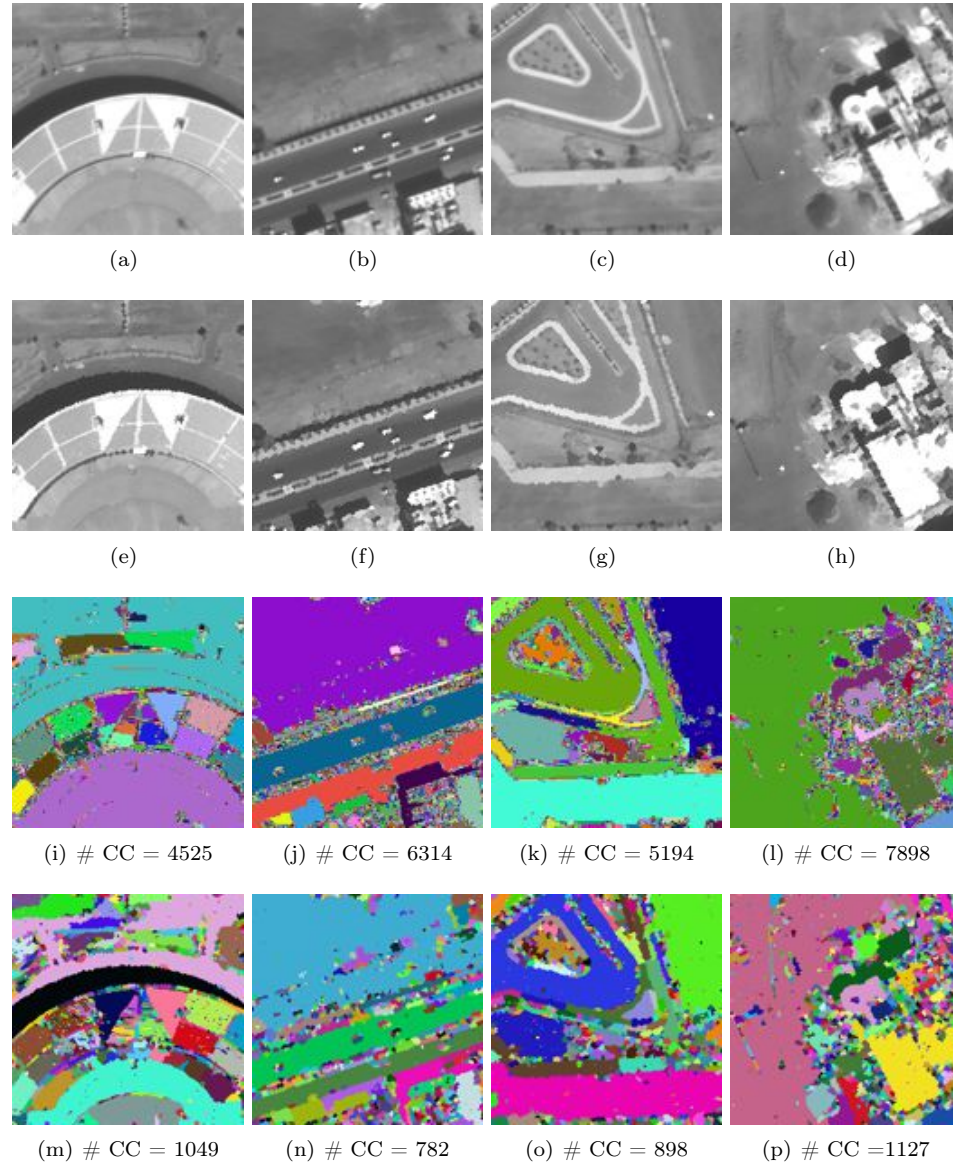 (a) (b) (c) (d)
(e) (f) (g) (h)
(i) # CC = 4525 (j) # CC = 6314 (k) # CC = 5194 (l) # CC = 7898
(m) # CC = 1049 (n) # CC = 782 (o) # CC = 898 (p) # CC =1127